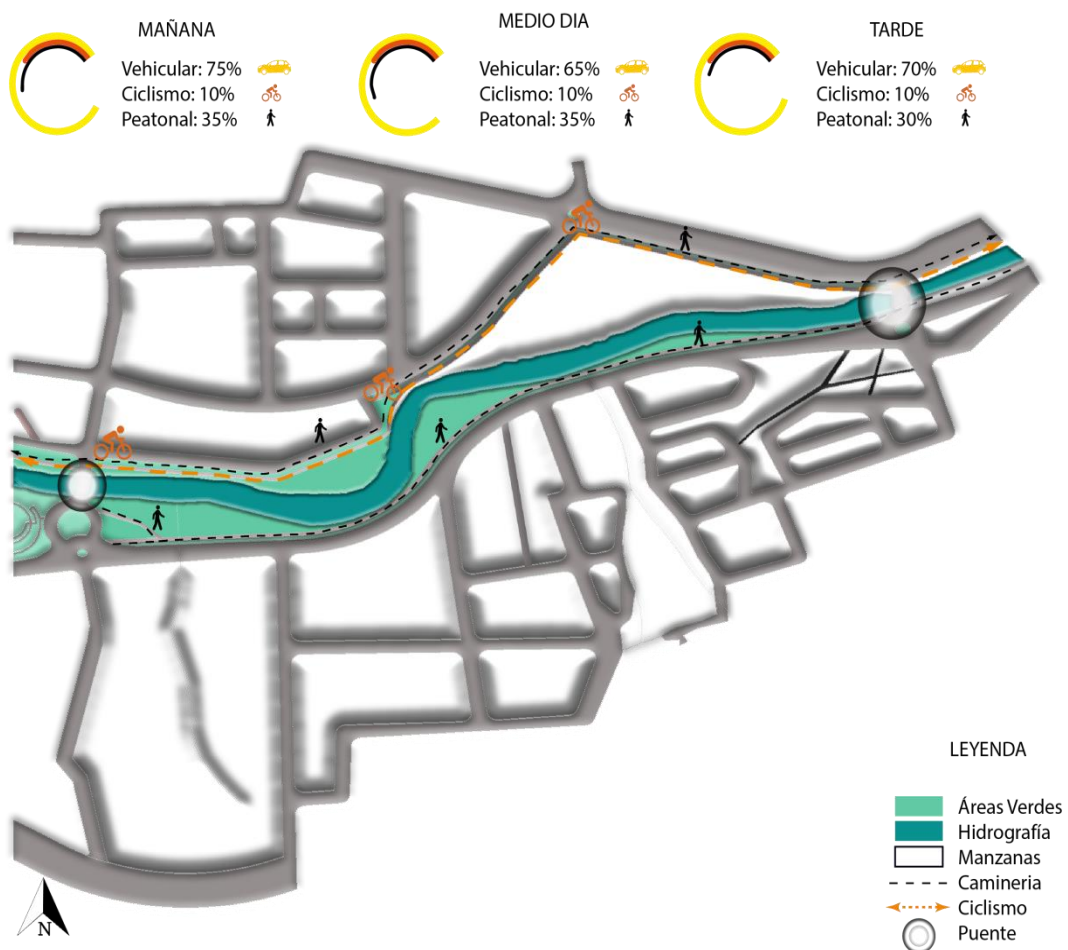 MAÑANA
Vehicular: 75%
Ciclismo: 10%
Peatonal: 35%
MEDIO DIA
Vehicular: 65%
Ciclismo: 10%
Peatonal: 35%
TARDE
Vehicular: 70%
Ciclismo: 10%
Peatonal: 30%
LEYENDA
Áreas Verdes
Hidrografía
Manzanas
Camineria
Ciclismo
Puente
N